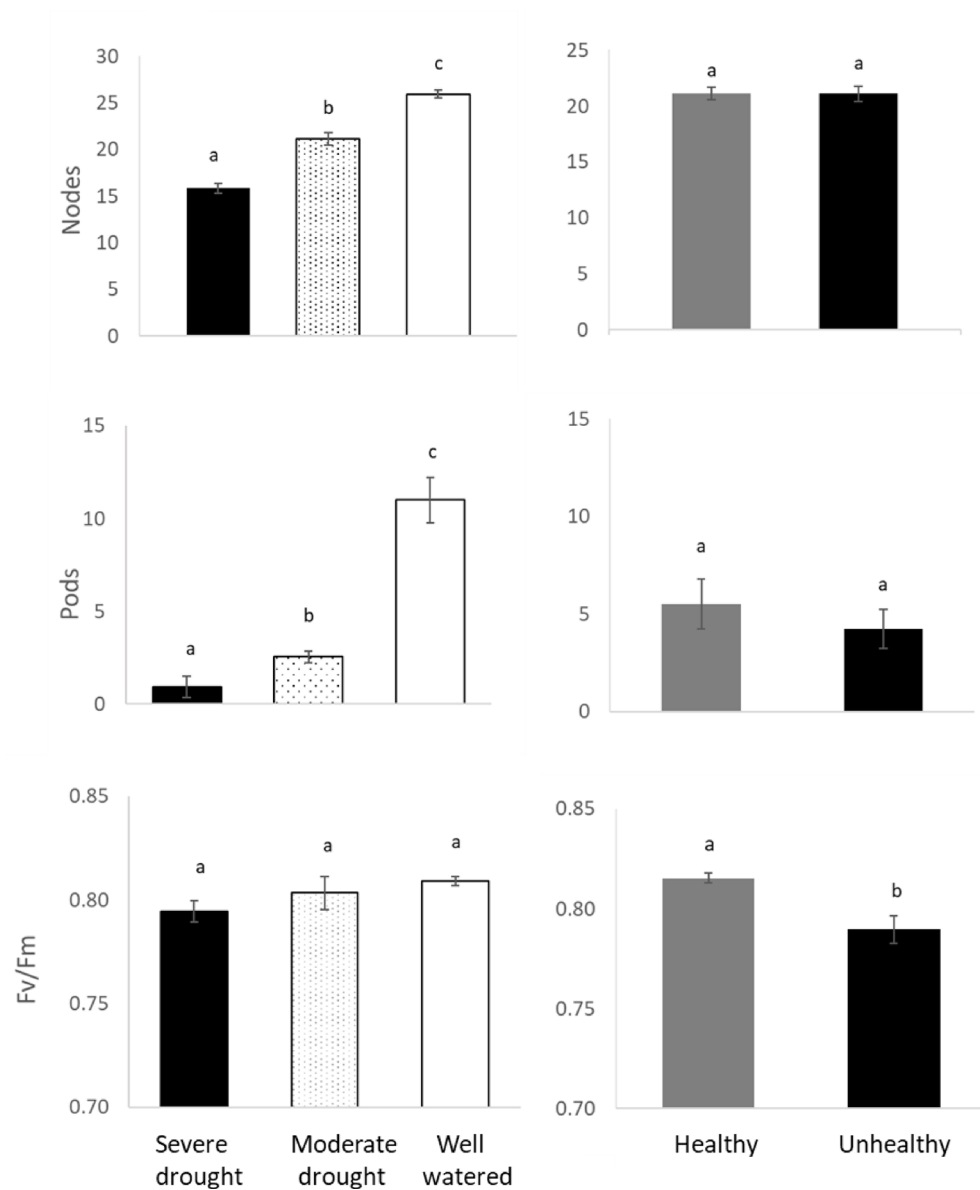 30
25
20
15
10
5
0
Nodes
a
b
c
25
20
15
10
5
0
a
a
15
10
5
0
Pods
a
b
c
15
10
5
0
a
a
0.85
0.80
0.75
0.70
Fv/Fm
a
a
a
0.85
0.80
0.75
0.70
a
b
Severe
drought
Moderate
drought
Well
watered
Healthy
Unhealthy